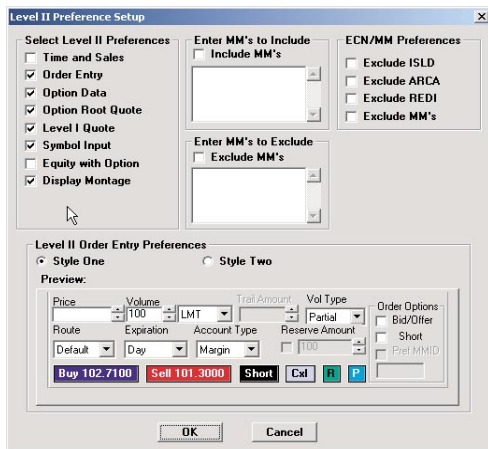 Level II Preference Setup
Select Level II Preferences
Time and Sales
Order Entry
Option Data
Option Root Quote
Level I Quote
Symbol Input
Equity with Option
Display Montage
Enter MM's to Include
Include MM's
Enter MM's to Exclude
Exclude MM's
ECN/MM Preferences
Exclude ISLD
Exclude ARCA
Exclude REDI
Exclude MM's
Level II Order Entry Preferences
Style One Style Two
Preview:
Price Volume Trail Amount Vol Type
100 LMT Partial
Route Expiration Account Type Reserve Amount
Default Day Margin 100
Order Options
Bid/Offer
Short
Pref MMID
Buy 102.7100 Sell 101.3000 Short Cxl R P
OK Cancel